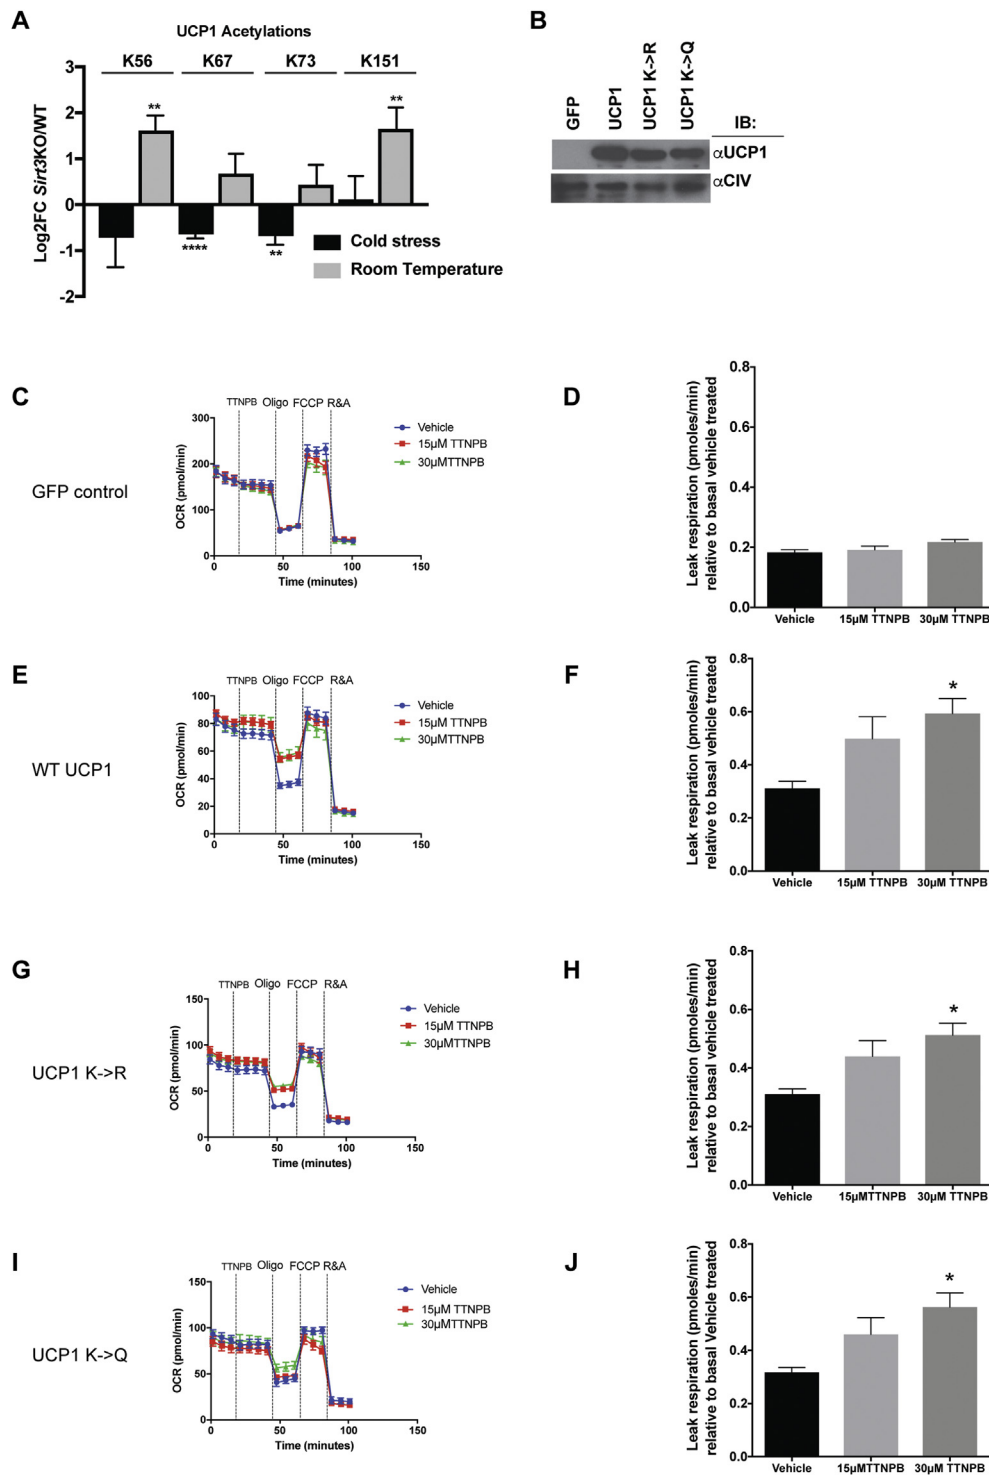 A
UCP1 Acetylations
K56 K67 K73 K151
Log2FC Sirt3KO/WT
3
2
1
0
-1
-2
**
**
****
**
Cold stress
Room Temperature
B
GFP
UCP1
UCP1 K->R
UCP1 K->Q
IB:
αUCP1
αCIV
C
GFP control
TTNPB Oligo FCCP R&A
OCR (pmol/min)
300
200
100
0
0 50 100 150
Time (minutes)
Vehicle
15μM TTNPB
30μMTTNPB
D
Leak respiration (pmoles/min)
relative to basal vehicle treated
0.8
0.6
0.4
0.2
0.0
Vehicle 15μM TTNPB 30μM TTNPB
E
WT UCP1
TTNPB Oligo FCCP R&A
OCR (pmol/min)
100
80
60
40
20
0
0 50 100 150
Time (minutes)
Vehicle
15μM TTNPB
30μMTTNPB
F
Leak respiration (pmoles/min)
relative to basal vehicle treated
0.8
0.6
0.4
0.2
0.0
*
Vehicle 15μM TTNPB 30μM TTNPB
G
UCP1 K->R
TTNPB Oligo FCCP R&A
OCR (pmol/min)
150
100
50
0
0 50 100 150
Time (minutes)
Vehicle
15μM TTNPB
30μMTTNPB
H
Leak respiration (pmoles/min)
relative to basal vehicle treated
0.8
0.6
0.4
0.2
0.0
*
Vehicle 15μMTTNPB 30μM TTNPB
I
UCP1 K->Q
TTNPB Oligo FCCP R&A
OCR (pmol/min)
150
100
50
0
0 50 100 150
Time (minutes)
Vehicle
15μM TTNPB
30μMTTNPB
J
Leak respiration (pmoles/min)
relative to basal Vehicle treated
0.8
0.6
0.4
0.2
0.0
*
Vehicle 15μMTTNPB 30μM TTNPB